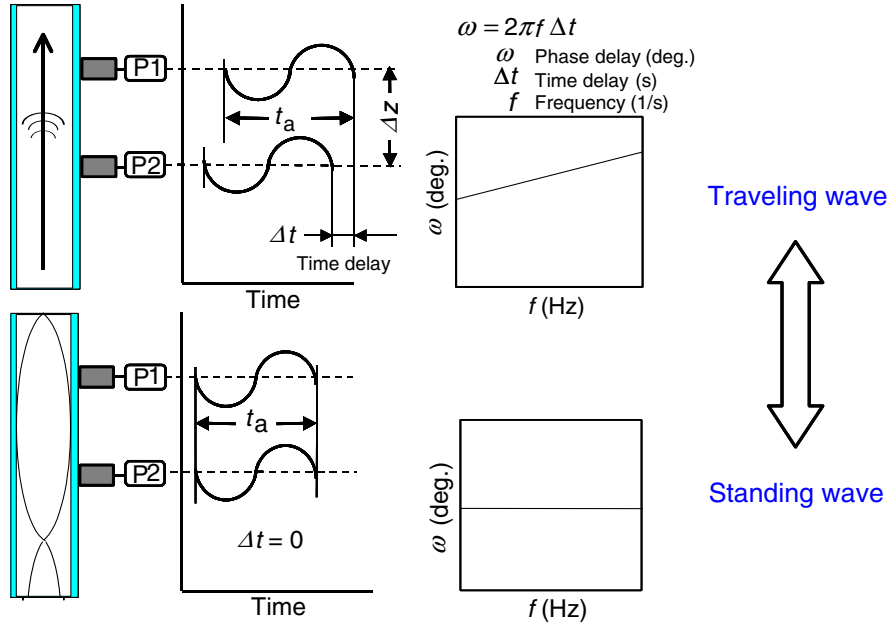 P1
P2
t_a
Δz
Δt
Time delay
Time
ω = 2πf Δt
ω Phase delay (deg.)
Δt Time delay (s)
f Frequency (1/s)
ω (deg.)
f (Hz)
Traveling wave
P1
P2
t_a
Δt = 0
Time
ω (deg.)
f (Hz)
Standing wave